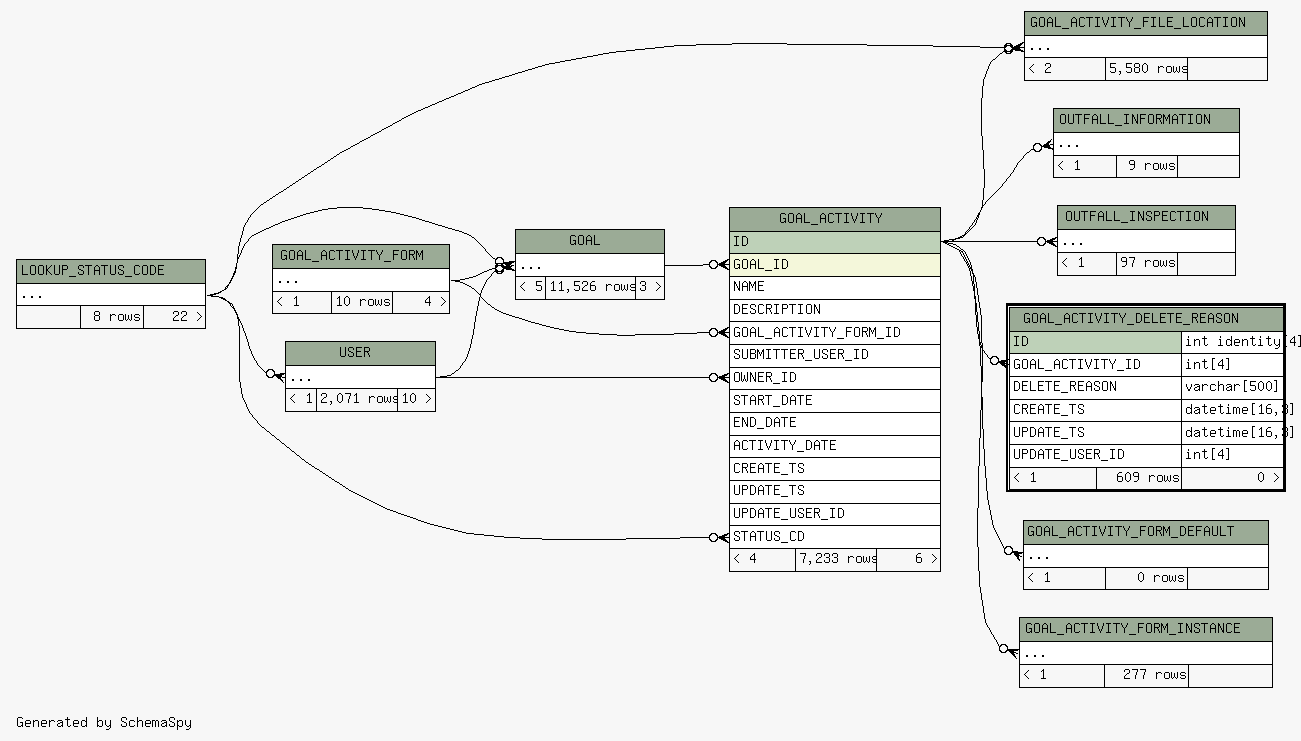 GOAL_ACTIVITY_FILE_LOCATION
...
< 2 5,580 rows
OUTFALL_INFORMATION
...
< 1 9 rows
OUTFALL_INSPECTION
...
< 1 97 rows
LOOKUP_STATUS_CODE
...
8 rows 22 >
GOAL_ACTIVITY_FORM
...
< 1 10 rows 4 >
USER
...
< 1 2,071 rows 10 >
GOAL
...
< 5 11,526 rows 3 >
GOAL_ACTIVITY
ID
GOAL_ID
NAME
DESCRIPTION
GOAL_ACTIVITY_FORM_ID
SUBMITTER_USER_ID
OWNER_ID
START_DATE
END_DATE
ACTIVITY_DATE
CREATE_TS
UPDATE_TS
UPDATE_USER_ID
STATUS_CD
< 4 7,233 rows 6 >
GOAL_ACTIVITY_DELETE_REASON
ID int identity[4]
GOAL_ACTIVITY_ID int[4]
DELETE_REASON varchar[500]
CREATE_TS datetime[16,3]
UPDATE_TS datetime[16,3]
UPDATE_USER_ID int[4]
< 1 609 rows 0 >
GOAL_ACTIVITY_FORM_DEFAULT
...
< 1 0 rows
GOAL_ACTIVITY_FORM_INSTANCE
...
< 1 277 rows
Generated by SchemaSpy